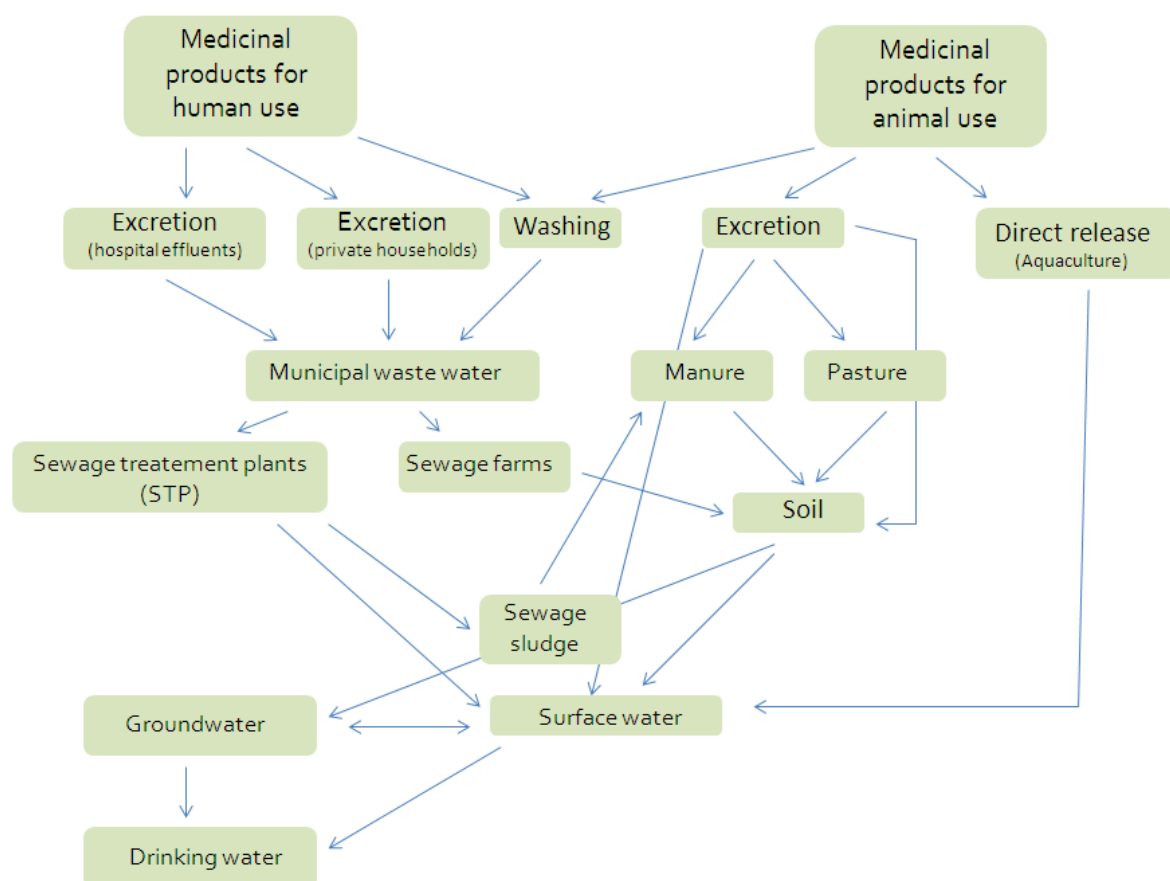 Medicinal
products for
human use
Medicinal
products for
animal use
Excretion
(hospital effluents)
Excretion
(private households)
Washing
Excretion
Direct release
(Aquaculture)
Municipal waste water
Manure
Pasture
Sewage treatement plants
(STP)
Sewage farms
Soil
Sewage
sludge
Groundwater
Surface water
Drinking water